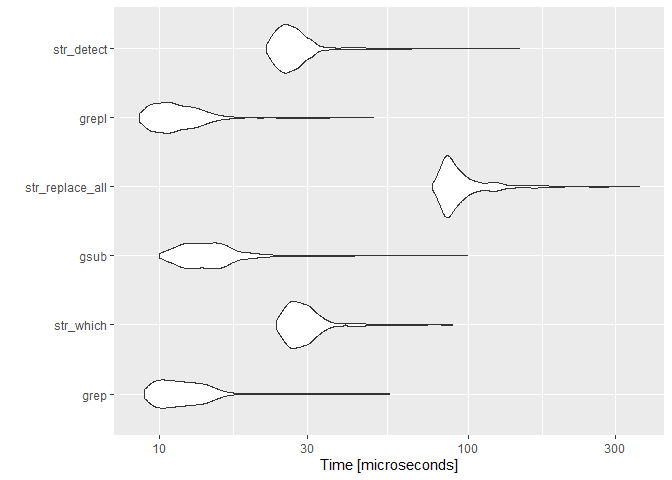 str_detect
grepl
str_replace_all
gsub
str_which
grep
10 30 100 300
Time [microseconds]